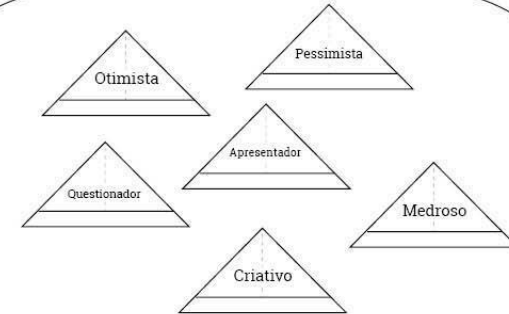 Pessimista
Otimista
Apresentador
Questionador
Medroso
Criativo